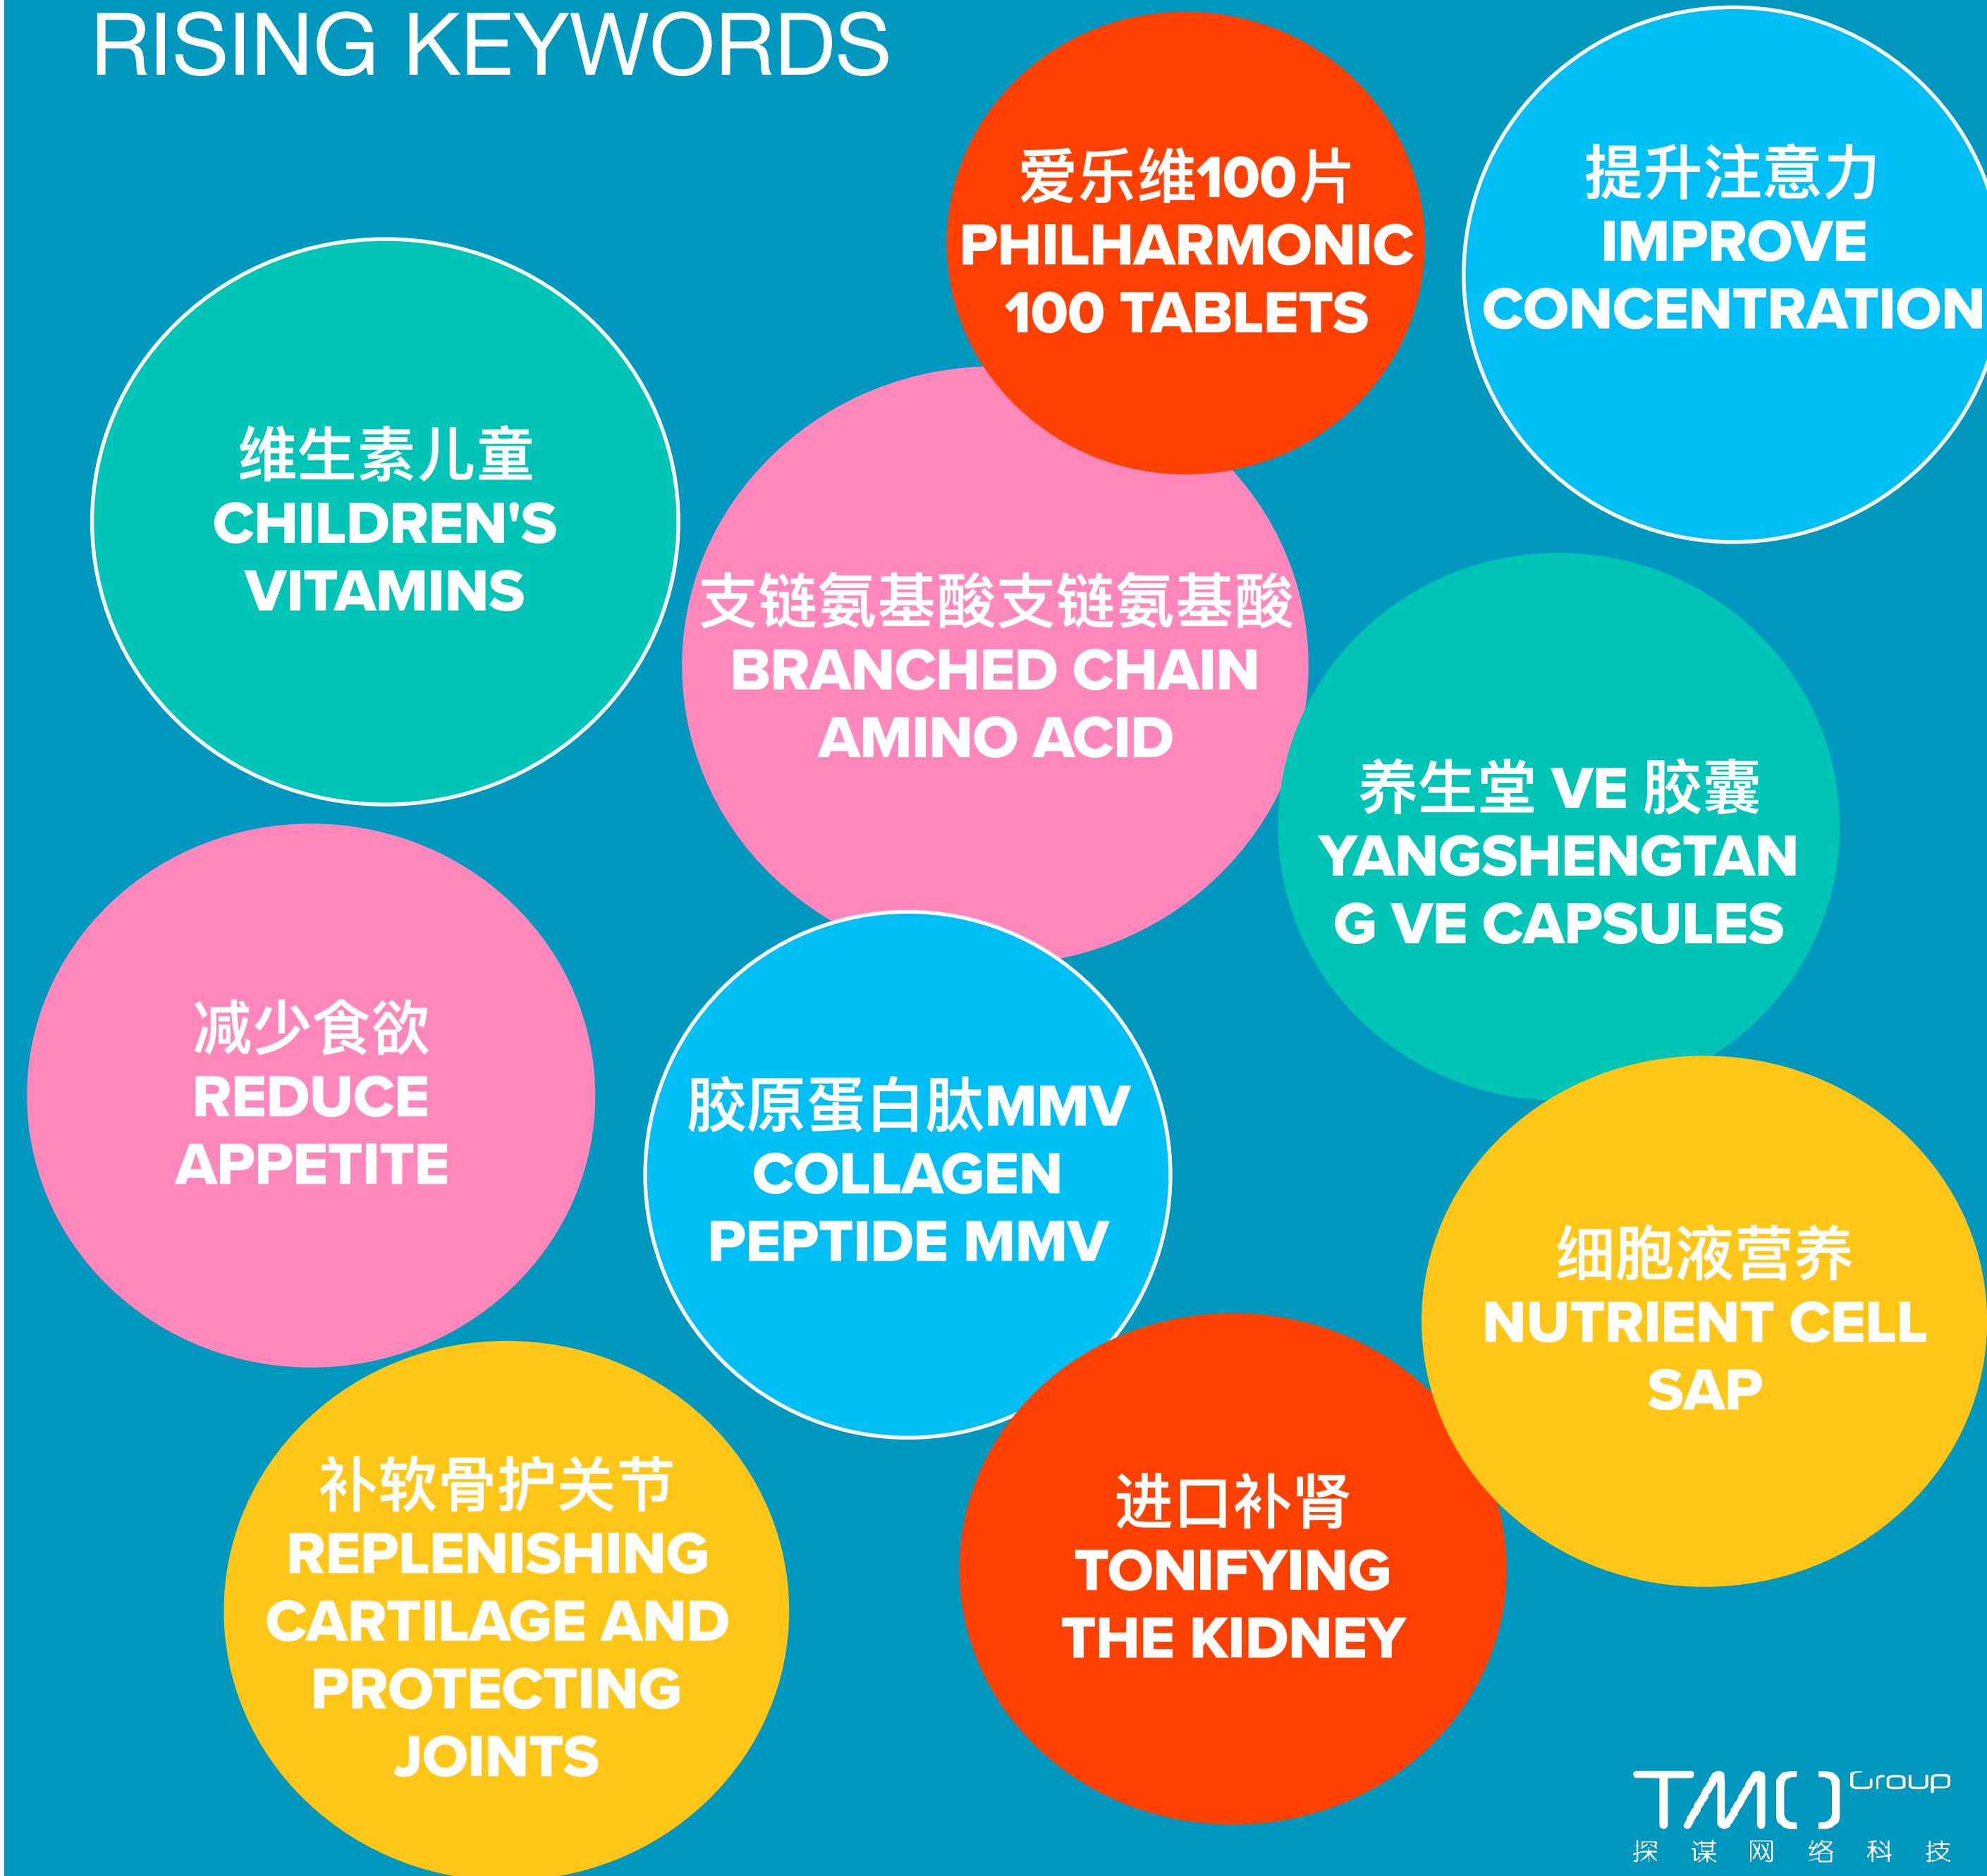 RISING KEYWORDS
爱乐维100片
PHILHARMONIC
100 TABLETS
提升注意力
IMPROVE
CONCENTRATION
维生素儿童
CHILDREN'S
VITAMINS
支链氨基酸支链氨基酸
BRANCHED CHAIN
AMINO ACID
养生堂 VE 胶囊
YANGSHENGTAN
G VE CAPSULES
减少食欲
REDUCE
APPETITE
胶原蛋白肽MMV
COLLAGEN
PEPTIDE MMV
细胞液营养
NUTRIENT CELL
SAP
补软骨护关节
REPLENISHING
CARTILAGE AND
PROTECTING
JOINTS
进口补肾
TONIFYING
THE KIDNEY
TMO Group
探谋网络科技